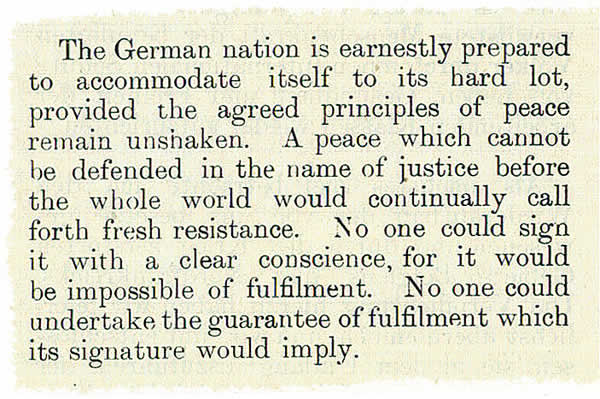 The German nation is earnestly prepared
to accommodate itself to its hard lot,
provided the agreed principles of peace
remain unshaken. A peace which cannot
be defended in the name of justice before
the whole world would continually call
forth fresh resistance. No one could sign
it with a clear conscience, for it would
be impossible of fulfilment. No one could
undertake the guarantee of fulfilment which
its signature would imply.